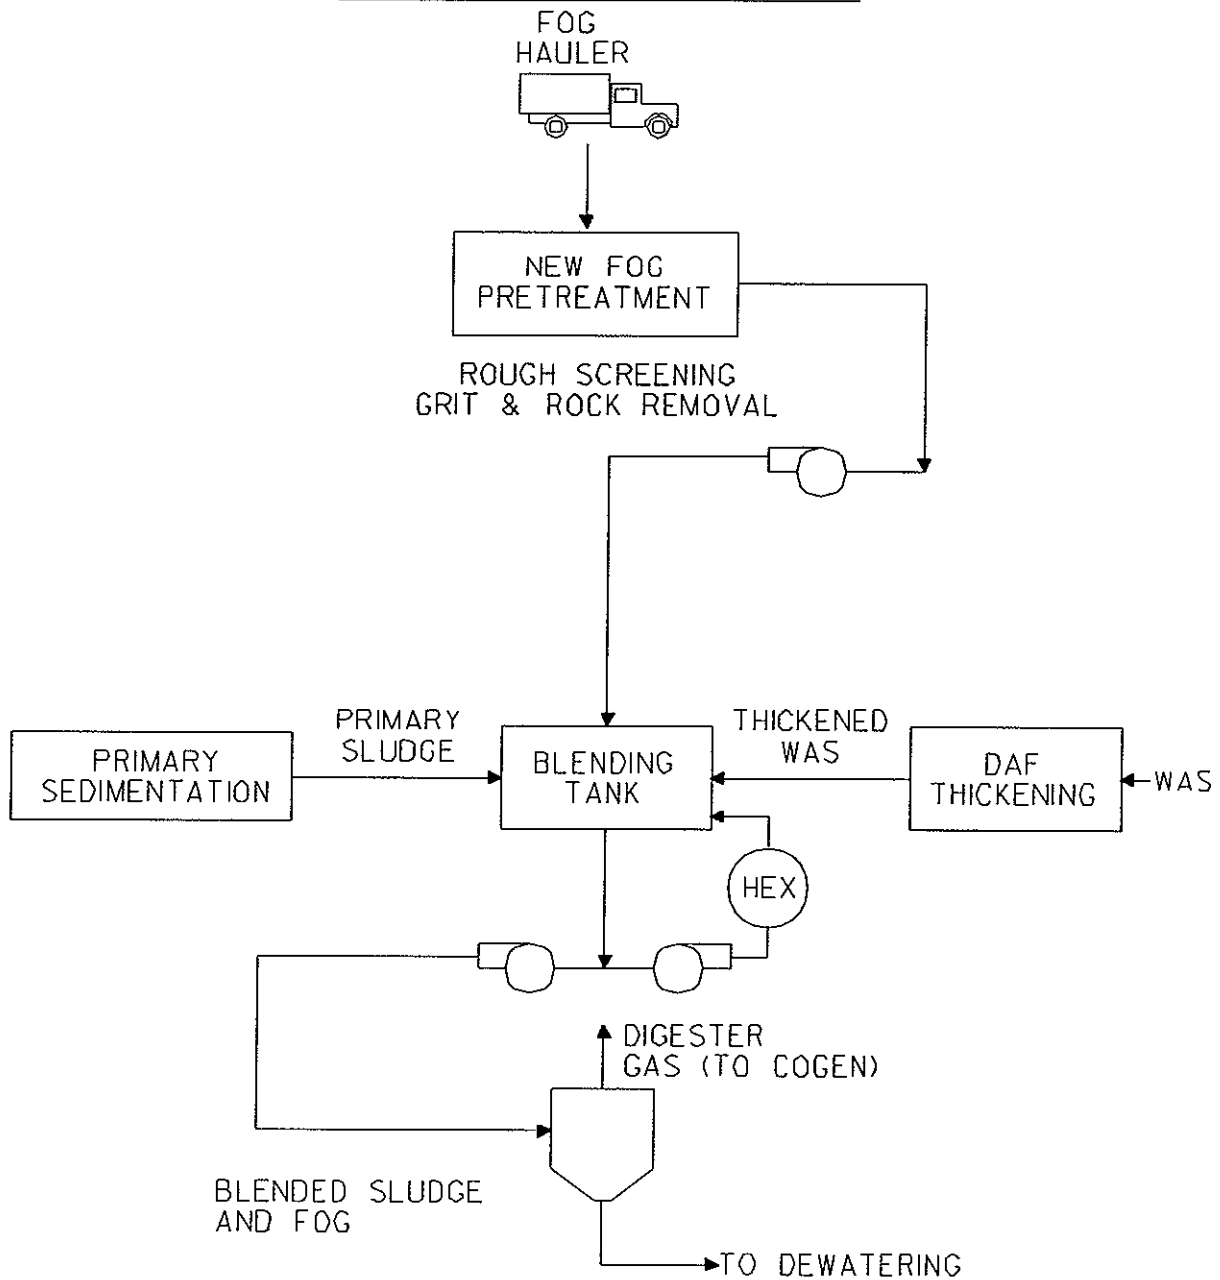 FOG
HAULER
NEW FOG
PRETREATMENT
ROUGH SCREENING
GRIT & ROCK REMOVAL
PRIMARY
SEDIMENTATION
PRIMARY
SLUDGE
BLENDING
TANK
THICKENED
WAS
DAF
THICKENING
WAS
HEX
DIGESTER
GAS (TO COGEN)
BLENDED SLUDGE
AND FOG
TO DEWATERING